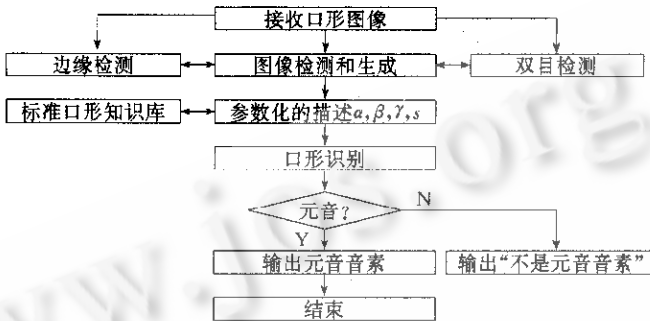 接收口形图像
边缘检测
图像检测和生成
双目检测
标准口形知识库
参数化的描述α,β,γ,s
口形识别
元音?
N
Y
输出元音音素
输出“不是元音音素”
结束
www.jos.org